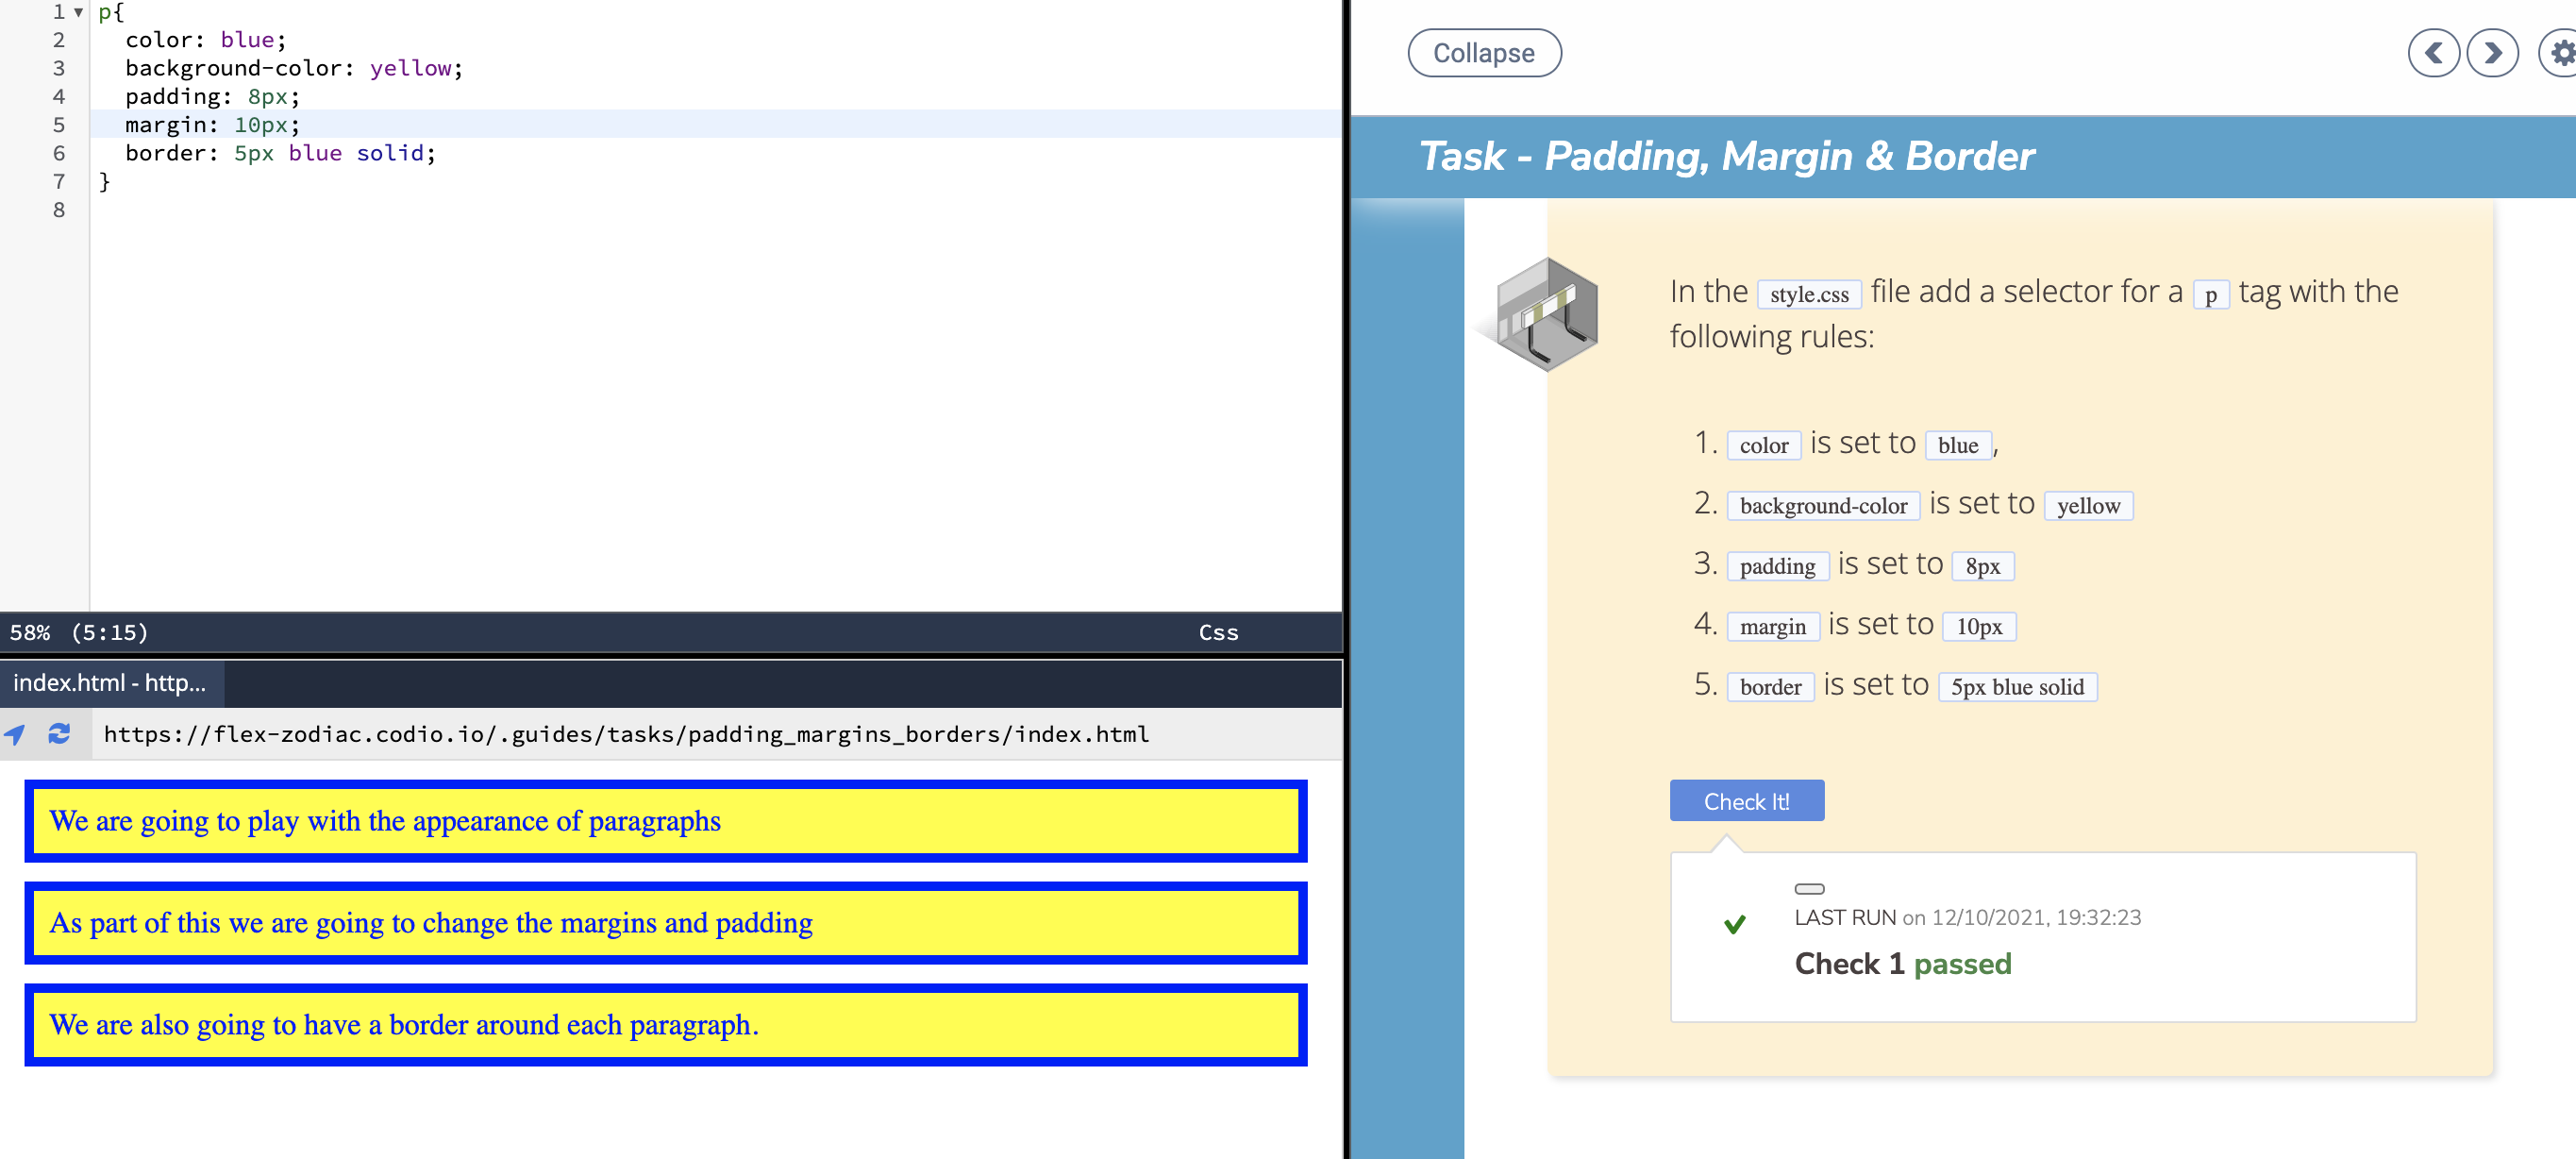 1 p{
2 color: blue;
3 background-color: yellow;
4 padding: 8px;
5 margin: 10px;
6 border: 5px blue solid;
7 }
8
58% (5:15) Css
index.html - http...
https://flex-zodiac.codio.io/.guides/tasks/padding_margins_borders/index.html
We are going to play with the appearance of paragraphs
As part of this we are going to change the margins and padding
We are also going to have a border around each paragraph.
Collapse
Task - Padding, Margin & Border
In the style.css file add a selector for a p tag with the
following rules:
1. color is set to blue,
2. background-color is set to yellow
3. padding is set to 8px
4. margin is set to 10px
5. border is set to 5px blue solid
Check It!
LAST RUN on 12/10/2021, 19:32:23
Check 1 passed